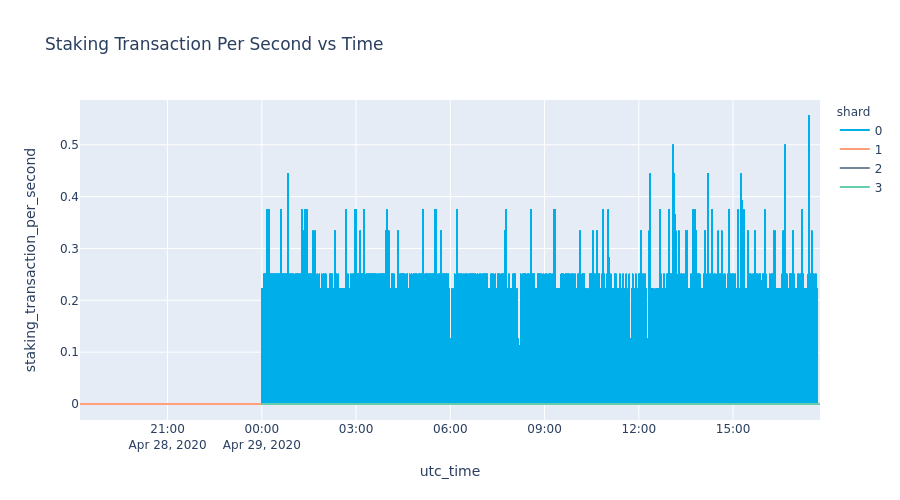 Staking Transaction Per Second vs Time
shard
0
1
2
3
0.5
0.4
0.3
0.2
0.1
0
staking_transaction_per_second
21:00
Apr 28, 2020
00:00
Apr 29, 2020
03:00
06:00
09:00
12:00
15:00
utc_time